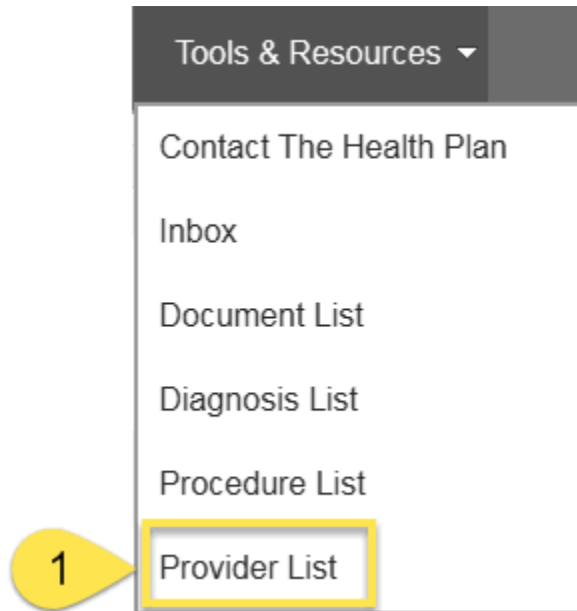 Tools & Resources
Contact The Health Plan
Inbox
Document List
Diagnosis List
Procedure List
1
Provider List